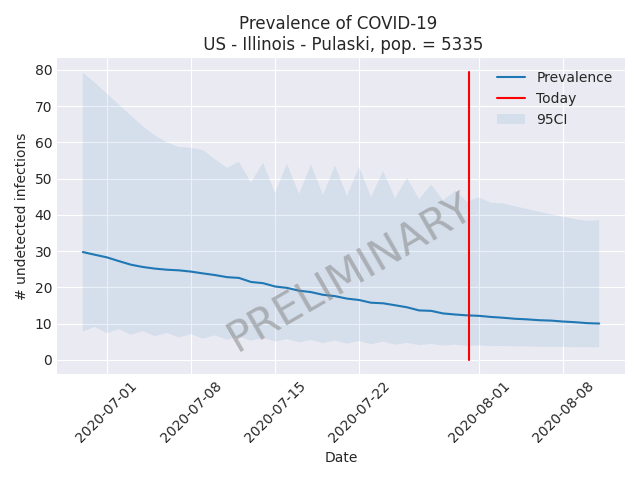 Prevalence of COVID-19
US - Illinois - Pulaski, pop. = 5335
# undetected infections
80
70
60
50
40
30
20
10
0
Prevalence
Today
95CI
PRELIMINARY
2020-07-01
2020-07-08
2020-07-15
2020-07-22
2020-08-01
2020-08-08
Date